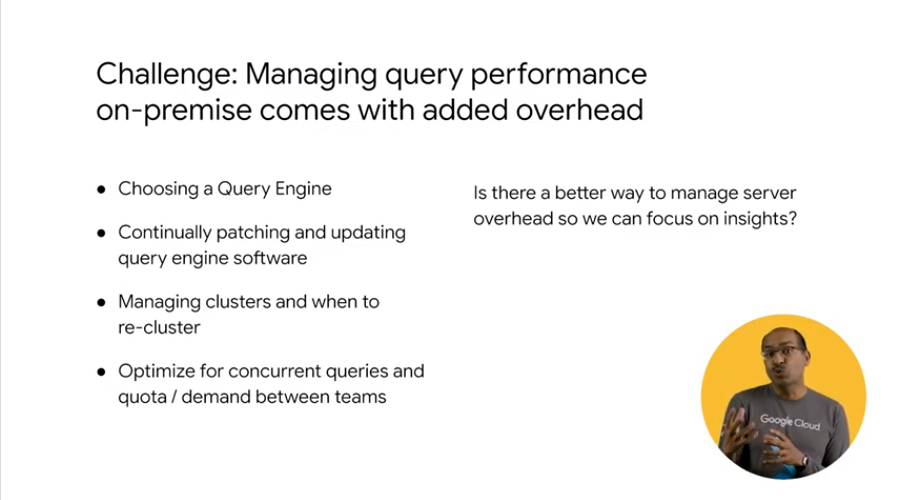 Challenge: Managing query performance
on-premise comes with added overhead
● Choosing a Query Engine
● Continually patching and updating
query engine software
● Managing clusters and when to
re-cluster
● Optimize for concurrent queries and
quota / demand between teams
Is there a better way to manage server
overhead so we can focus on insights?
Google Cloud